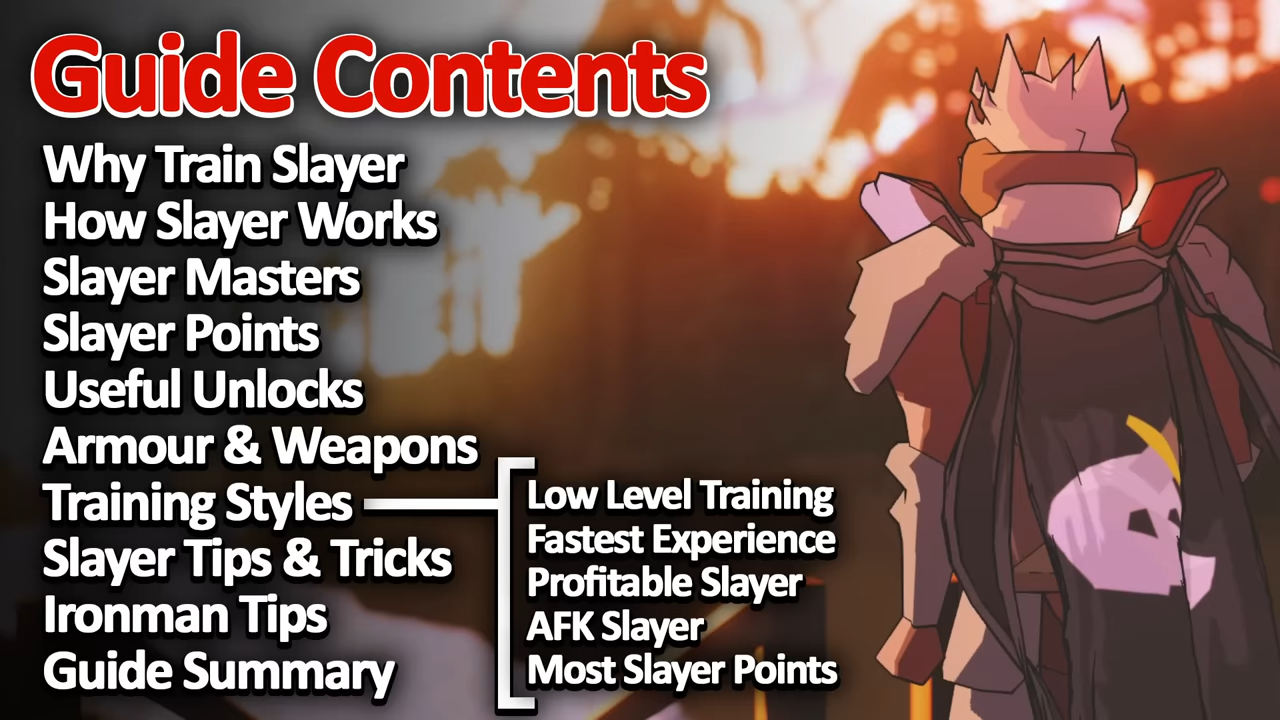 Guide Contents
Why Train Slayer
How Slayer Works
Slayer Masters
Slayer Points
Useful Unlocks
Armour & Weapons
Training Styles
Low Level Training
Fastest Experience
Profitable Slayer
AFK Slayer
Most Slayer Points
Slayer Tips & Tricks
Ironman Tips
Guide Summary